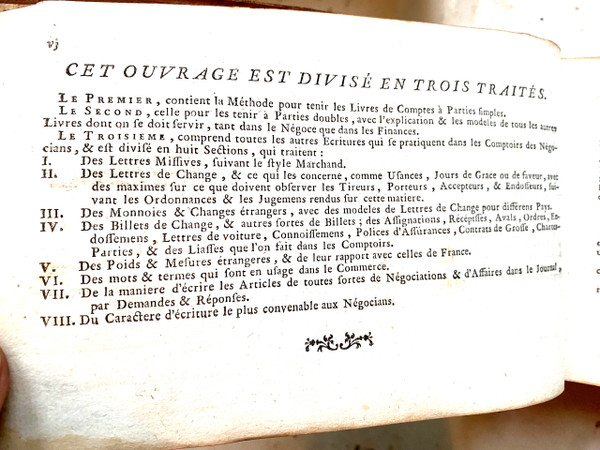 vj
CET OUVRAGE EST DIVISÉ EN TROIS TRAITÉS.
LE PREMIER, contient la Méthode pour tenir les Livres de Comptes à Parties simples.
LE SECOND, celle pour les tenir à Parties doubles, avec l'explication & les modeles de tous les autres
Livres dont on se doit servir, tant dans le Négoce que dans les Finances.
LE TROISIEME, comprend toutes les autres Ecritures qui se pratiquent dans les Comptoirs des Négo-
cians, & est divisé en huit Sections, qui traitent:
I. Des Lettres Missives, suivant le style Marchand.
II. Des Lettres de Change, & ce qui les concerne, comme Usances, Jours de Grace ou de faveur, avec
des maximes sur ce que doivent observer les Tireurs, Porteurs, Accepteurs, & Endosseurs, sui-
vant les Ordonnances & les Jugemens rendus sur cette matiere.
III. Des Monnoies & Changes étrangers, avec des modeles de Lettres de Change pour différens Pays.
IV. Des Billets de Change, & autres sortes de Billets; des Assignations, Récépissés, Avals, Ordres, En-
dossemens, Lettres de voiture, Connoissemens, Polices d'Assurances, Contrats de Grosse, Chartes-
Parties, & des Liasses que l'on fait dans les Comptoirs.
V. Des Poids & Mesures étrangeres, & de leur rapport avec celles de France.
VI. Des mots & termes qui sont en usage dans le Commerce.
VII. De la maniere d'écrire les Articles de toutes sortes de Négociations & d'Affaires dans le Journal,
par Demandes & Réponses.
VIII. Du Caractere d'écriture le plus convenable aux Négocians.